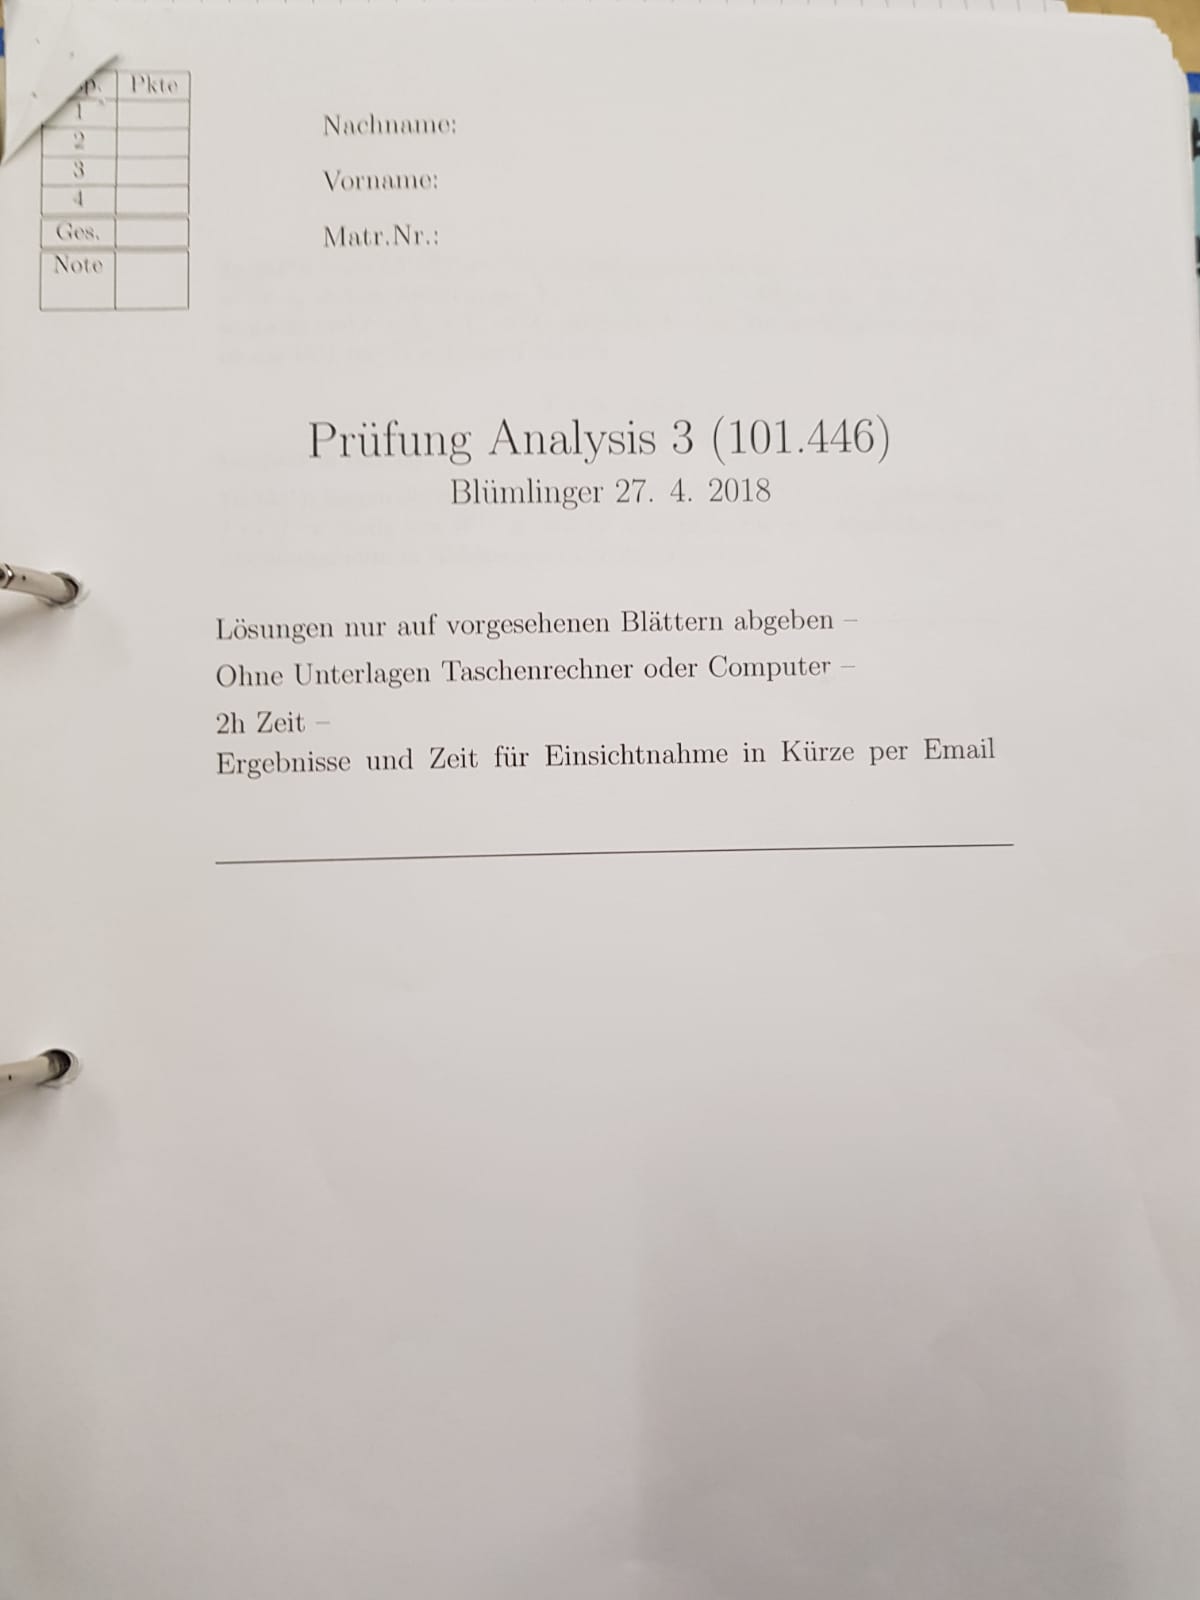 Pkte
1
2
3
4
Ges.
Note
Nachname:
Vorname:
Matr.Nr.:
Prüfung Analysis 3 (101.446)
Blümlinger 27. 4. 2018
Lösungen nur auf vorgesehenen Blättern abgeben –
Ohne Unterlagen Taschenrechner oder Computer –
2h Zeit –
Ergebnisse und Zeit für Einsichtnahme in Kürze per Email